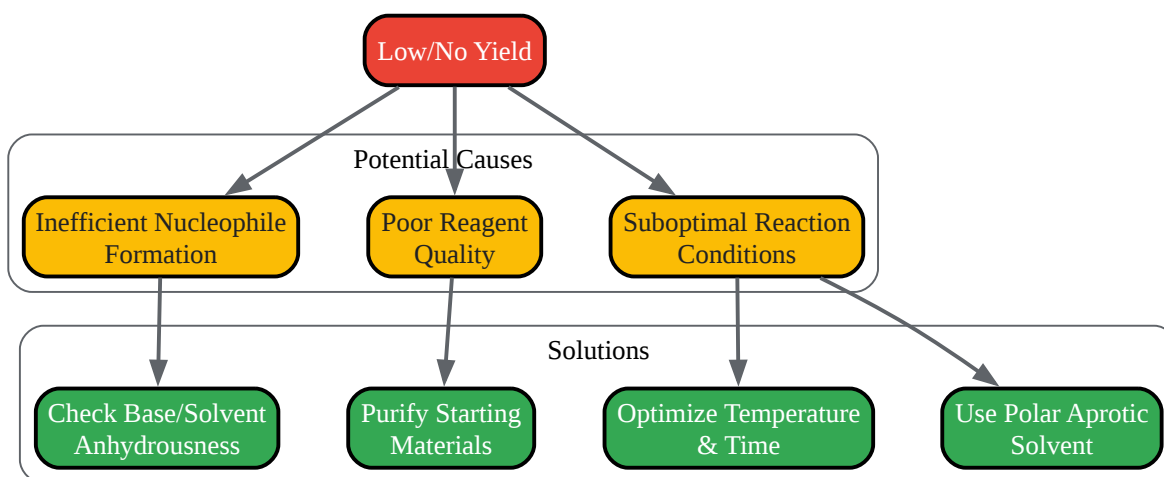 Low/No Yield
Potential Causes
Inefficient Nucleophile
Formation
Poor Reagent
Quality
Suboptimal Reaction
Conditions
Solutions
Check Base/Solvent
Anhydrousness
Purify Starting
Materials
Optimize Temperature
& Time
Use Polar Aprotic
Solvent